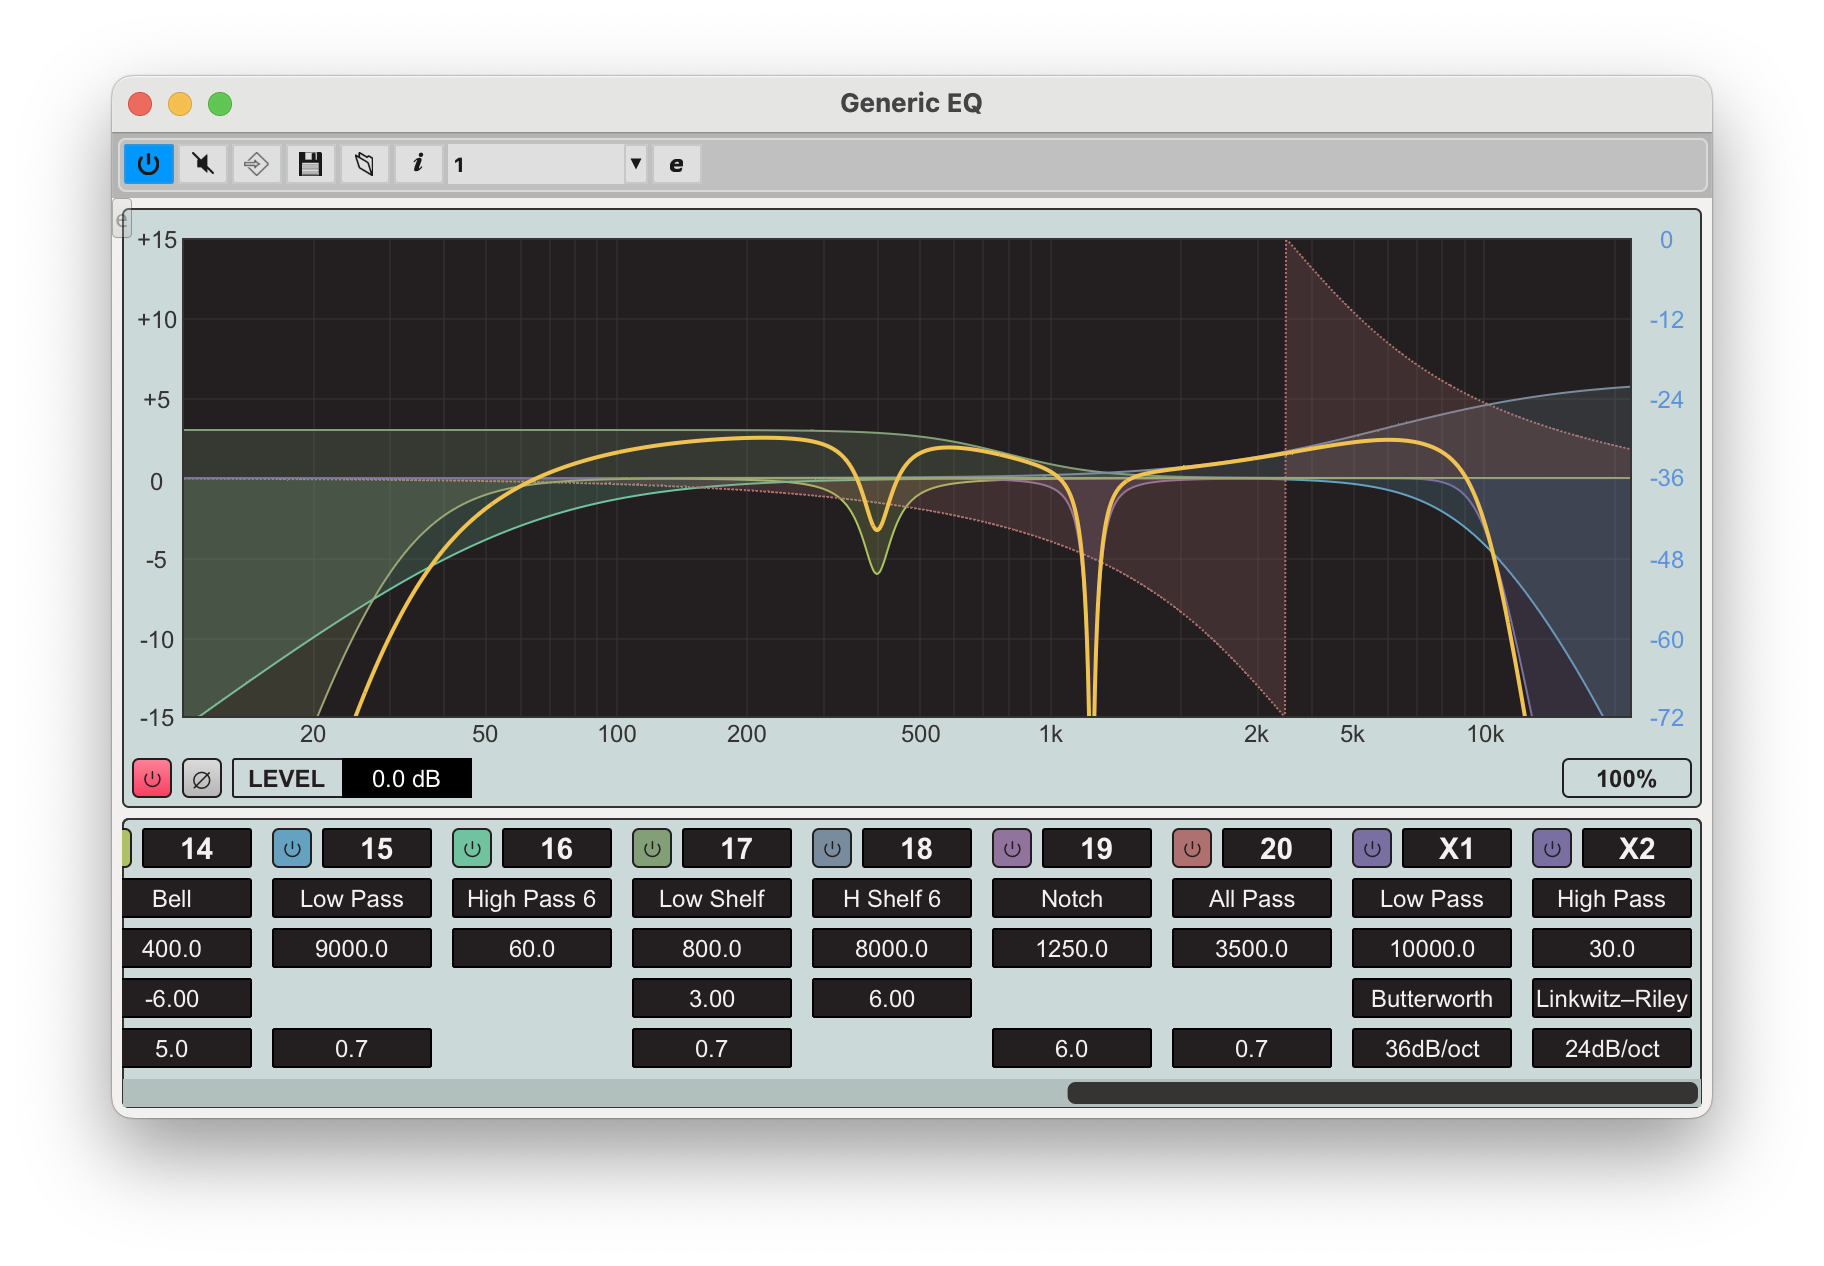 Generic EQ
i 1 ▼ e
e
+15 0
+10 -12
+5 -24
0 -36
-5 -48
-10 -60
-15 -72
20 50 100 200 500 1k 2k 5k 10k
LEVEL 0.0 dB 100%
14 15 16 17 18 19 20 X1 X2
Bell Low Pass High Pass 6 Low Shelf H Shelf 6 Notch All Pass Low Pass High Pass
400.0 9000.0 60.0 800.0 8000.0 1250.0 3500.0 10000.0 30.0
-6.00 3.00 6.00 Butterworth Linkwitz–Riley
5.0 0.7 0.7 6.0 0.7 36dB/oct 24dB/oct